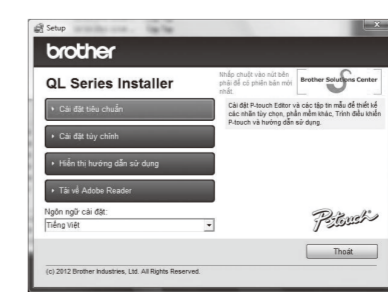 Setup
brother
QL Series Installer
Nhấp chuột vào nút bên
phải để có phiên bản mới
nhất.
Brother Solutions Center
Cài đặt tiêu chuẩn
Cài đặt P-touch Editor và các tập tin mẫu để thiết kế
các nhãn tùy chọn, phần mềm khác, Trình điều khiển
P-touch và hướng dẫn sử dụng.
Cài đặt tùy chỉnh
Hiển thị hướng dẫn sử dụng
Tải về Adobe Reader
Ngôn ngữ cài đặt:
Tiếng Việt
P-touch
Thoát
(c) 2012 Brother Industries, Ltd. All Rights Reserved.